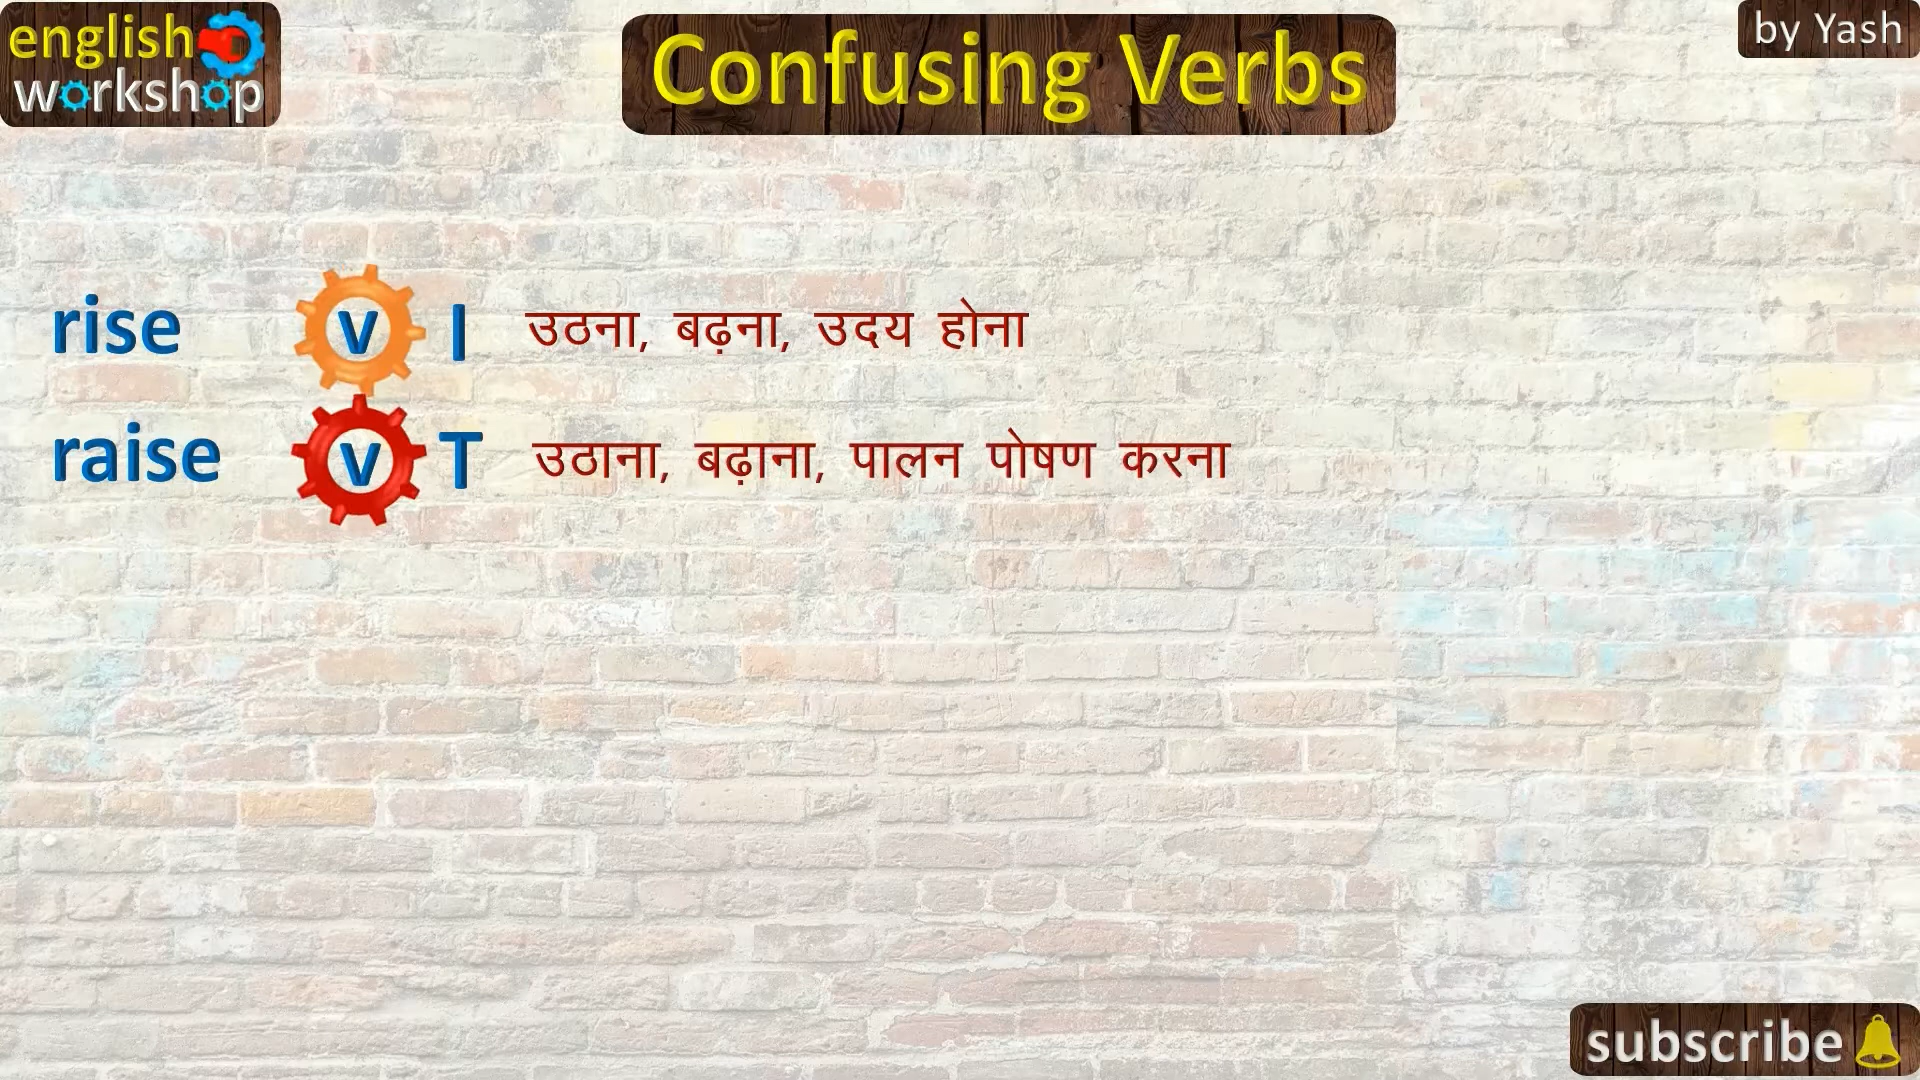 english
workshop
Confusing Verbs
by Yash
rise v I उठना, बढ़ना, उदय होना
raise v T उठाना, बढ़ाना, पालन पोषण करना
subscribe